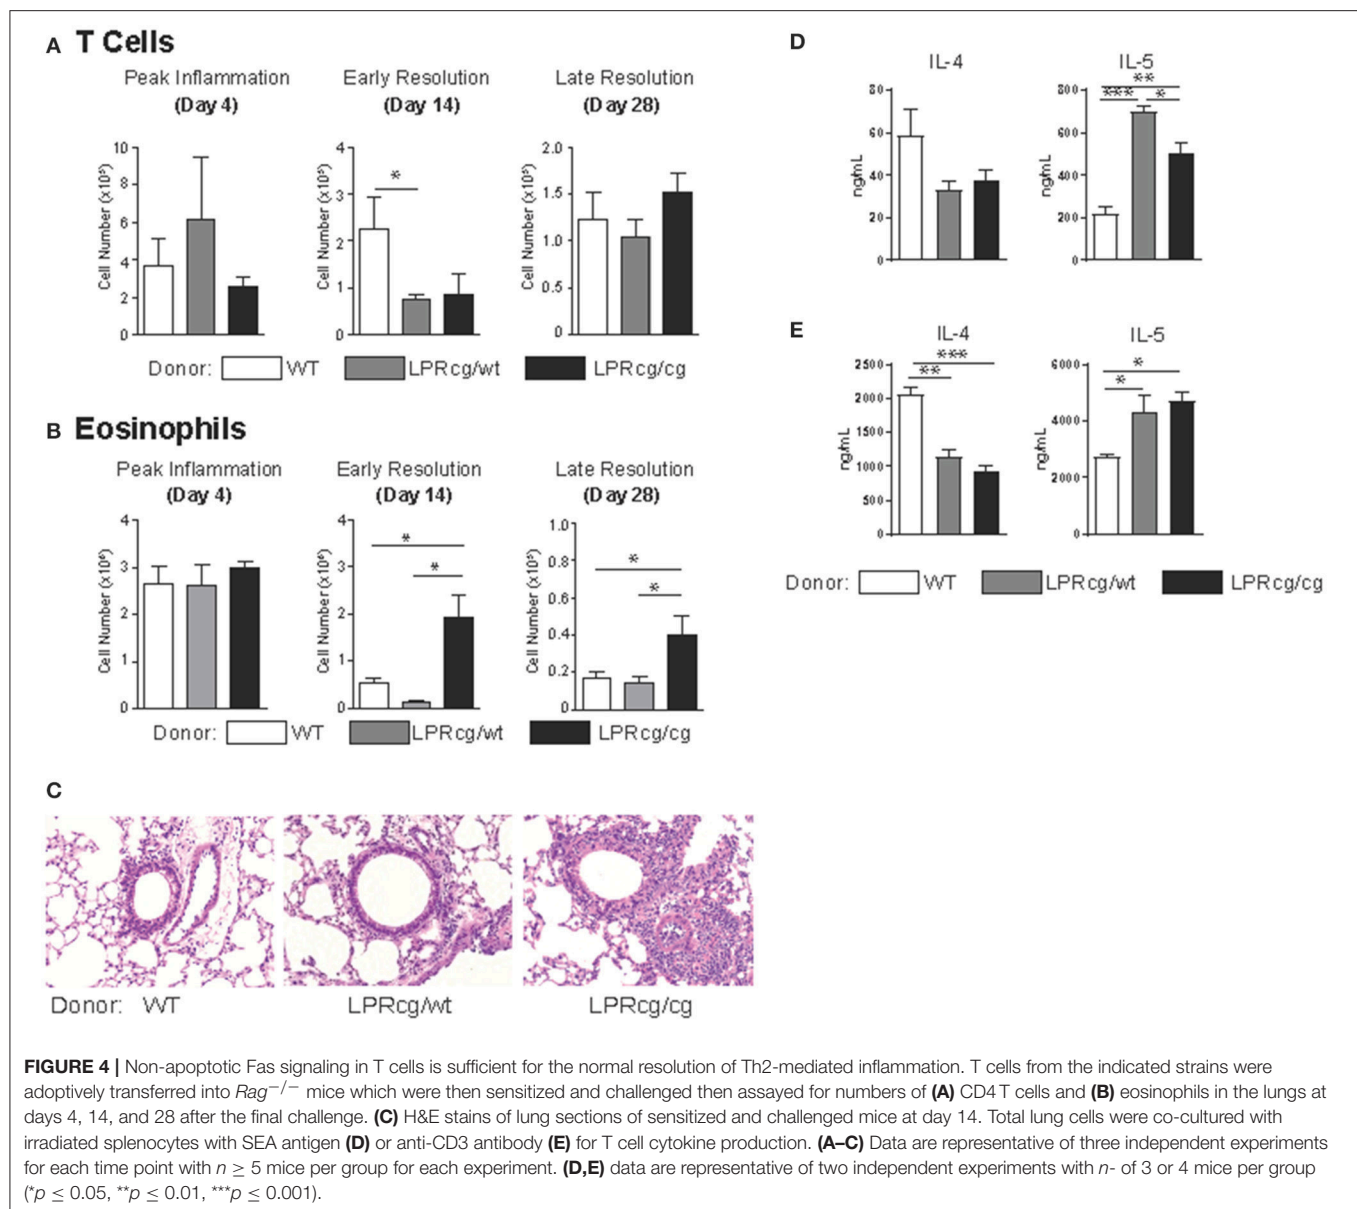 A T Cells
Peak Inflammation
(Day 4)
Early Resolution
(Day 14)
Late Resolution
(Day 28)
Cell Number (x10⁵)
10
8
6
4
2
0
Cell Number (x10⁵)
4
3
2
1
0
*
Cell Number (x10⁵)
2.0
1.5
1.0
0.5
0
Donor: WT LPRcg/wt LPRcg/cg
B Eosinophils
Peak Inflammation
(Day 4)
Early Resolution
(Day 14)
Late Resolution
(Day 28)
Cell Number (x10⁶)
4
3
2
1
0
Cell Number (x10⁶)
4
3
2
1
0
*
*
Cell Number (x10⁵)
1.0
0.8
0.6
0.4
0.2
0
*
*
Donor: WT LPRcg/wt LPRcg/cg
C
Donor: WT LPRcg/wt LPRcg/cg
D
IL-4
ng/mL
80
60
40
20
0
IL-5
ng/mL
800
600
400
200
0
**
*** *
E
IL-4
ng/mL
2500
2000
1500
1000
500
0
***
**
IL-5
ng/mL
6000
4000
2000
0
*
*
Donor: WT LPRcg/wt LPRcg/cg
FIGURE 4 | Non-apoptotic Fas signaling in T cells is sufficient for the normal resolution of Th2-mediated inflammation. T cells from the indicated strains were
adoptively transferred into Rag−/− mice which were then sensitized and challenged then assayed for numbers of (A) CD4 T cells and (B) eosinophils in the lungs at
days 4, 14, and 28 after the final challenge. (C) H&E stains of lung sections of sensitized and challenged mice at day 14. Total lung cells were co-cultured with
irradiated splenocytes with SEA antigen (D) or anti-CD3 antibody (E) for T cell cytokine production. (A–C) Data are representative of three independent experiments
for each time point with n ≥ 5 mice per group for each experiment. (D,E) data are representative of two independent experiments with n- of 3 or 4 mice per group
(*p ≤ 0.05, **p ≤ 0.01, ***p ≤ 0.001).